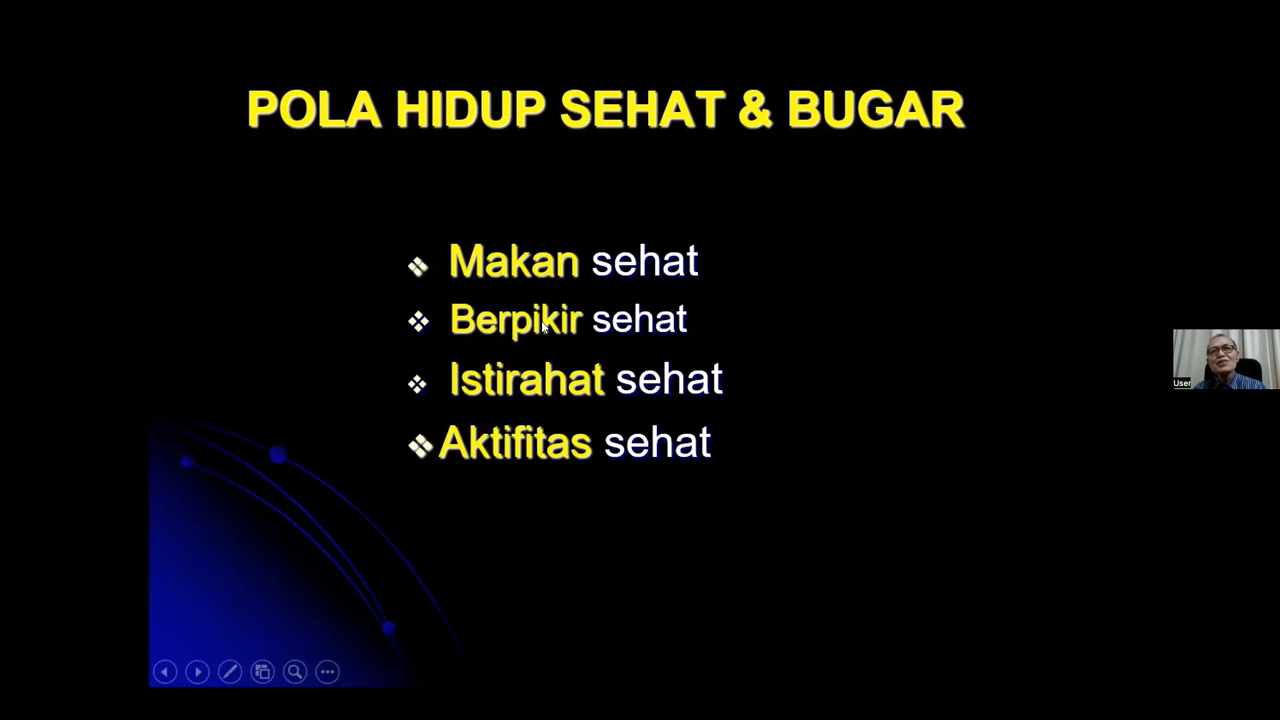 POLA HIDUP SEHAT & BUGAR
Makan sehat
Berpikir sehat
Istirahat sehat
Aktifitas sehat
User